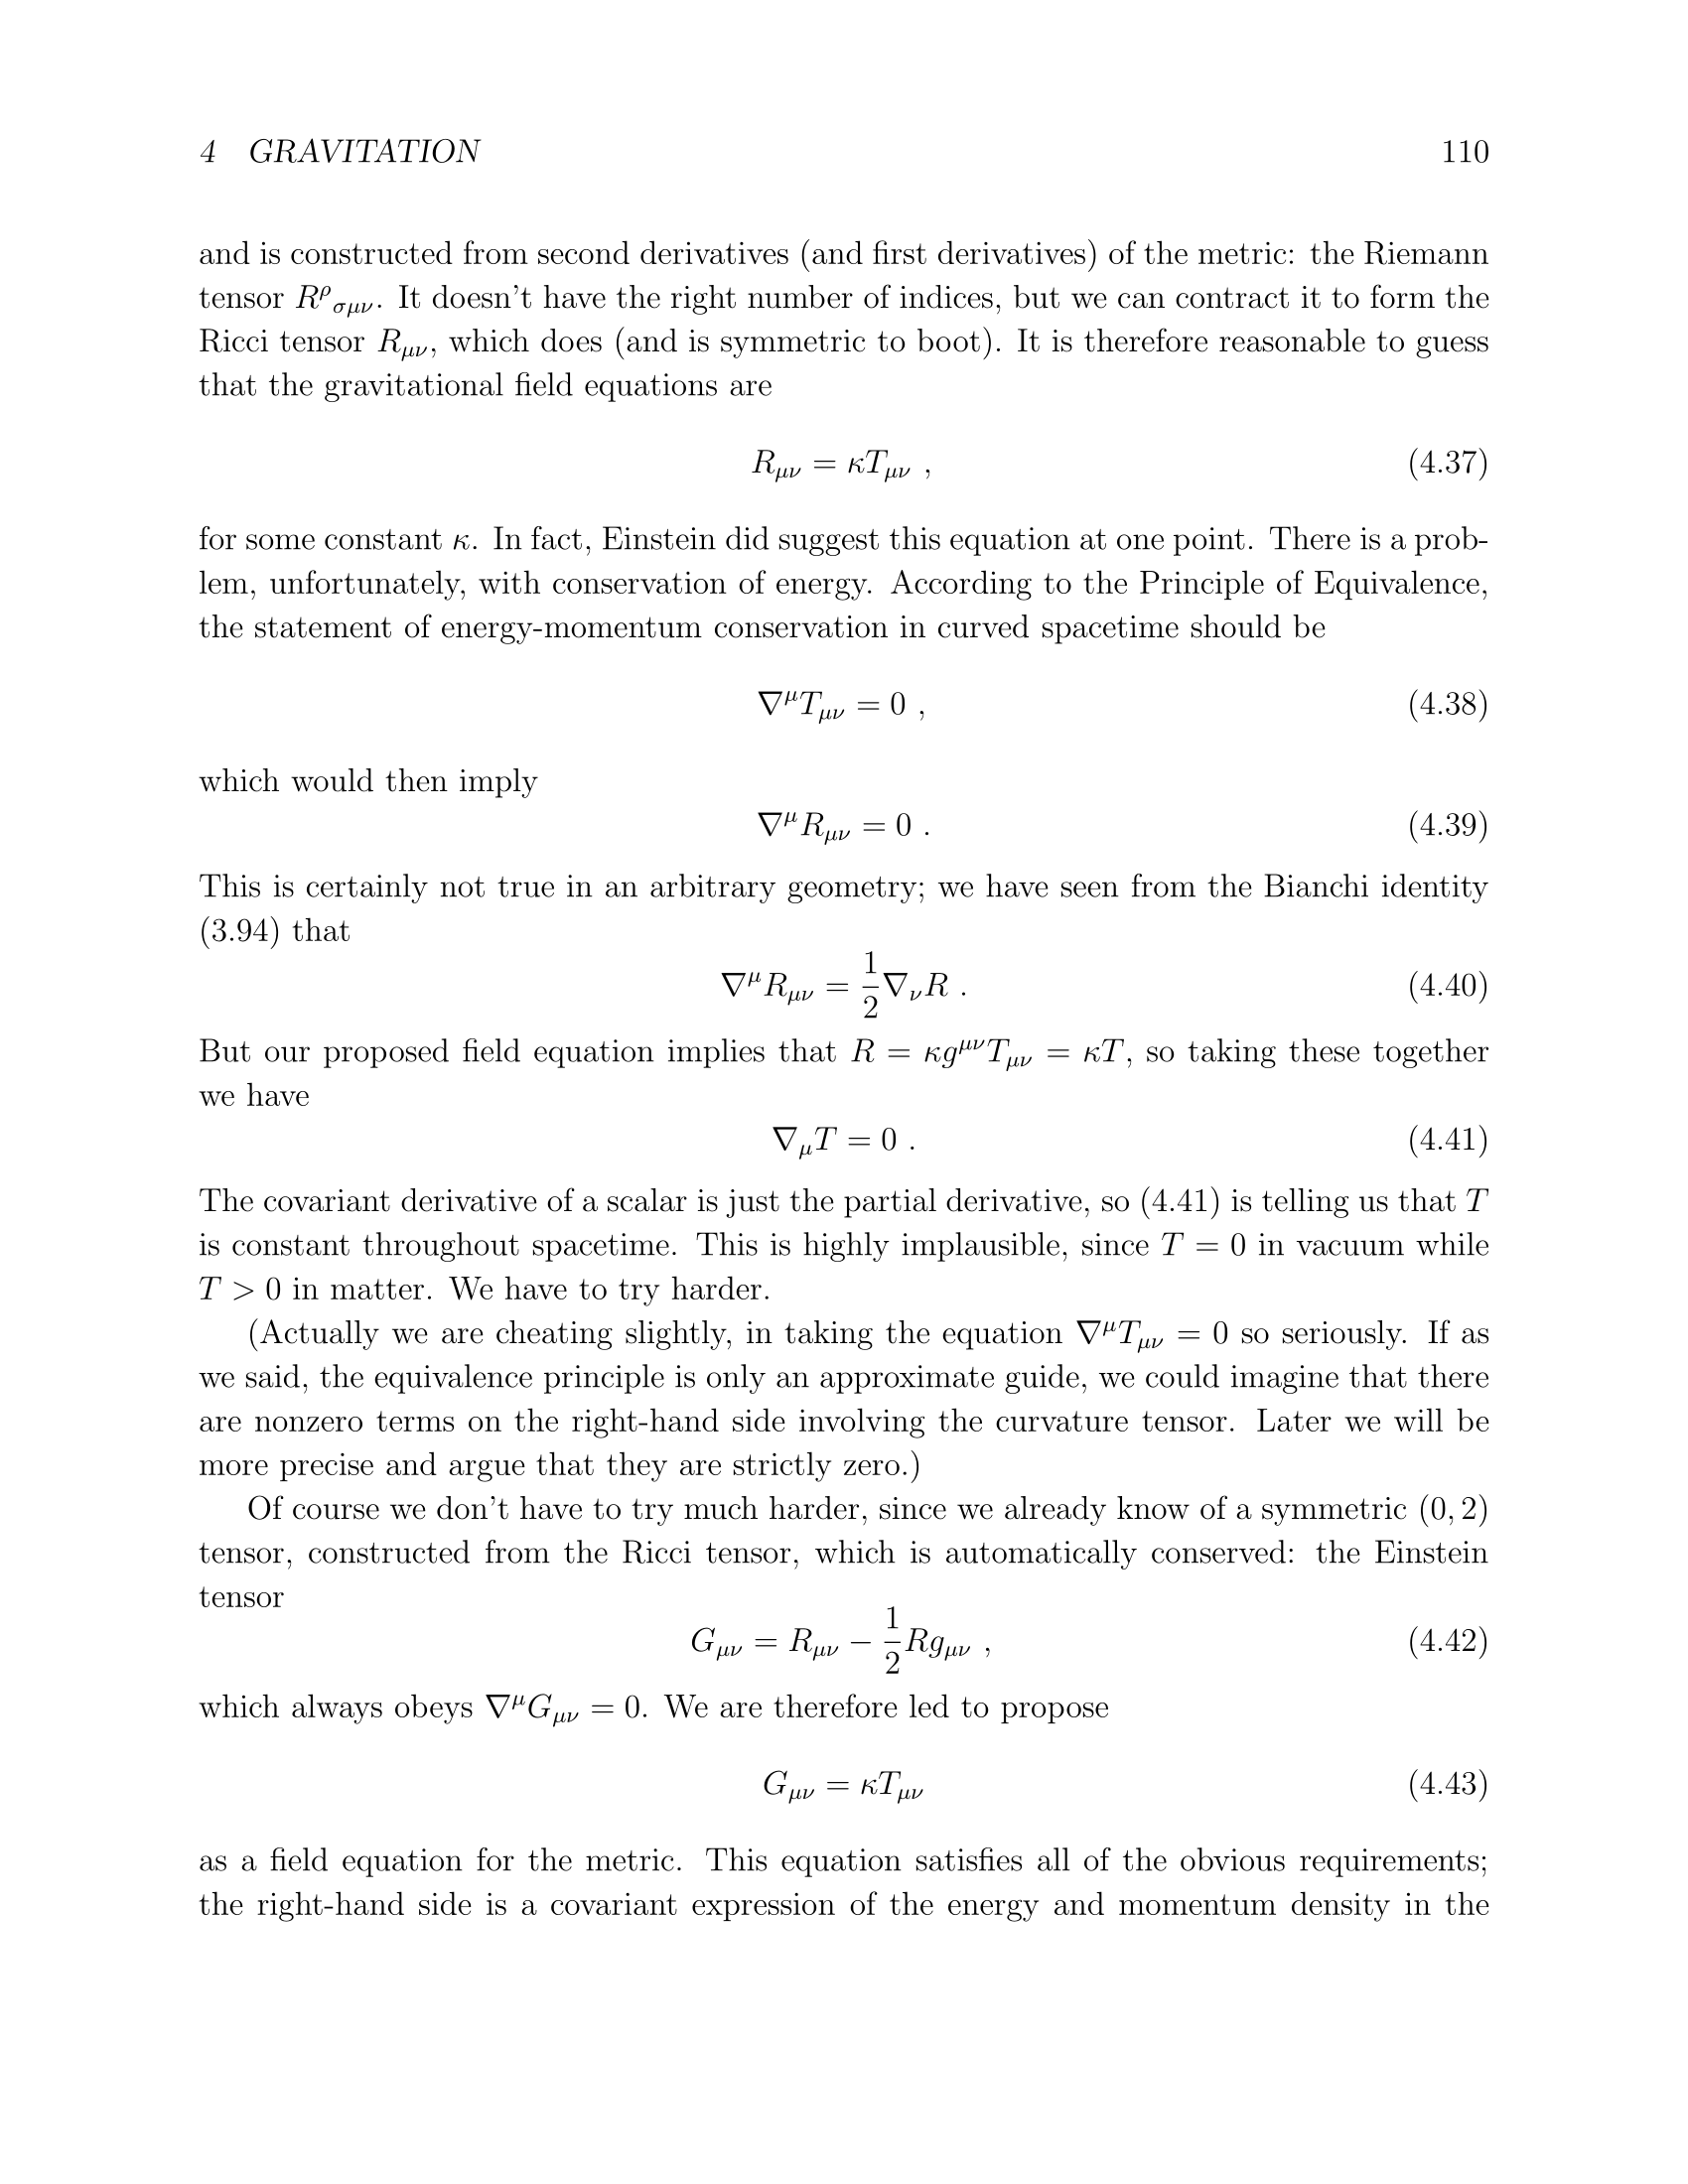 4 GRAVITATION 110
and is constructed from second derivatives (and first derivatives) of the metric: the Riemann
tensor $R^{\rho}{}_{\sigma\mu\nu}$. It doesn't have the right number of indices, but we can contract it to form the
Ricci tensor $R_{\mu\nu}$, which does (and is symmetric to boot). It is therefore reasonable to guess
that the gravitational field equations are
$R_{\mu\nu} = \kappa T_{\mu\nu}$ , (4.37)
for some constant $\kappa$. In fact, Einstein did suggest this equation at one point. There is a prob-
lem, unfortunately, with conservation of energy. According to the Principle of Equivalence,
the statement of energy-momentum conservation in curved spacetime should be
$\nabla^{\mu} T_{\mu\nu} = 0$ , (4.38)
which would then imply
$\nabla^{\mu} R_{\mu\nu} = 0$ . (4.39)
This is certainly not true in an arbitrary geometry; we have seen from the Bianchi identity
(3.94) that
$\nabla^{\mu} R_{\mu\nu} = \frac{1}{2} \nabla_{\nu} R$ . (4.40)
But our proposed field equation implies that $R = \kappa g^{\mu\nu} T_{\mu\nu} = \kappa T$, so taking these together
we have
$\nabla_{\mu} T = 0$ . (4.41)
The covariant derivative of a scalar is just the partial derivative, so (4.41) is telling us that $T$
is constant throughout spacetime. This is highly implausible, since $T = 0$ in vacuum while
$T > 0$ in matter. We have to try harder.
(Actually we are cheating slightly, in taking the equation $\nabla^{\mu} T_{\mu\nu} = 0$ so seriously. If as
we said, the equivalence principle is only an approximate guide, we could imagine that there
are nonzero terms on the right-hand side involving the curvature tensor. Later we will be
more precise and argue that they are strictly zero.)
Of course we don't have to try much harder, since we already know of a symmetric $(0, 2)$
tensor, constructed from the Ricci tensor, which is automatically conserved: the Einstein
tensor
$G_{\mu\nu} = R_{\mu\nu} - \frac{1}{2} R g_{\mu\nu}$ , (4.42)
which always obeys $\nabla^{\mu} G_{\mu\nu} = 0$. We are therefore led to propose
$G_{\mu\nu} = \kappa T_{\mu\nu}$ (4.43)
as a field equation for the metric. This equation satisfies all of the obvious requirements;
the right-hand side is a covariant expression of the energy and momentum density in the